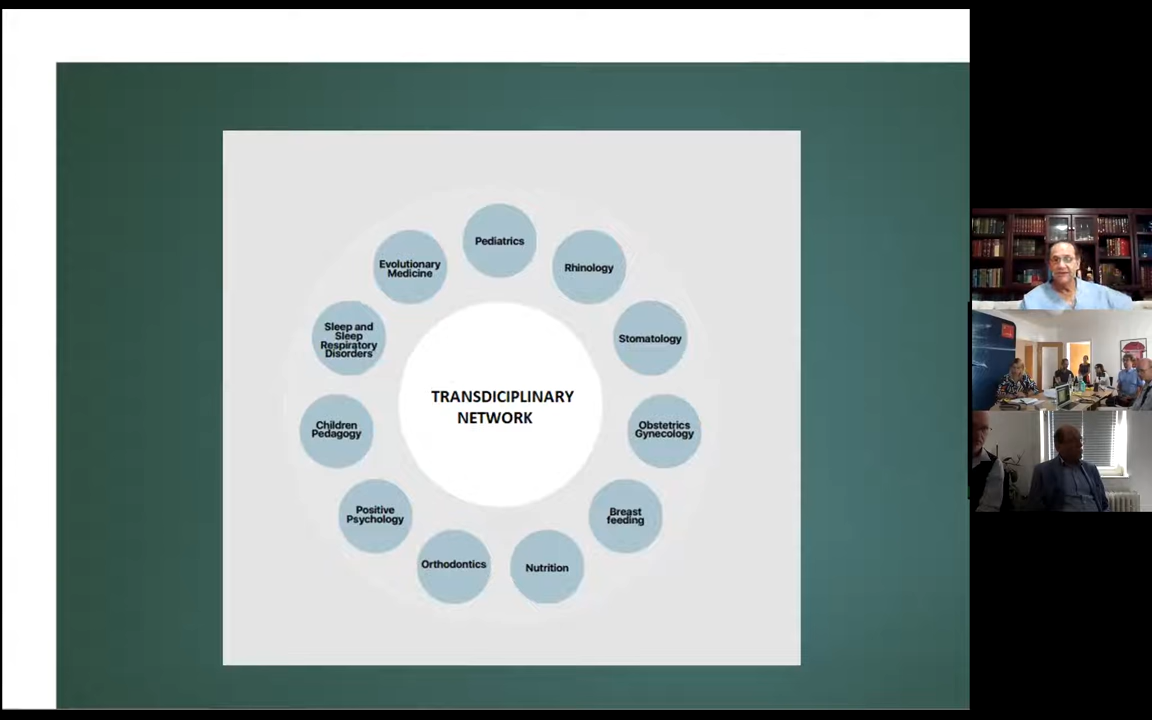 Pediatrics
Evolutionary
Medicine
Rhinology
Sleep and
Sleep
Respiratory
Disorders
Stomatology
TRANSDICIPLINARY
NETWORK
Children
Pedagogy
Obstetrics
Gynecology
Positive
Psychology
Breast
feeding
Orthodontics
Nutrition